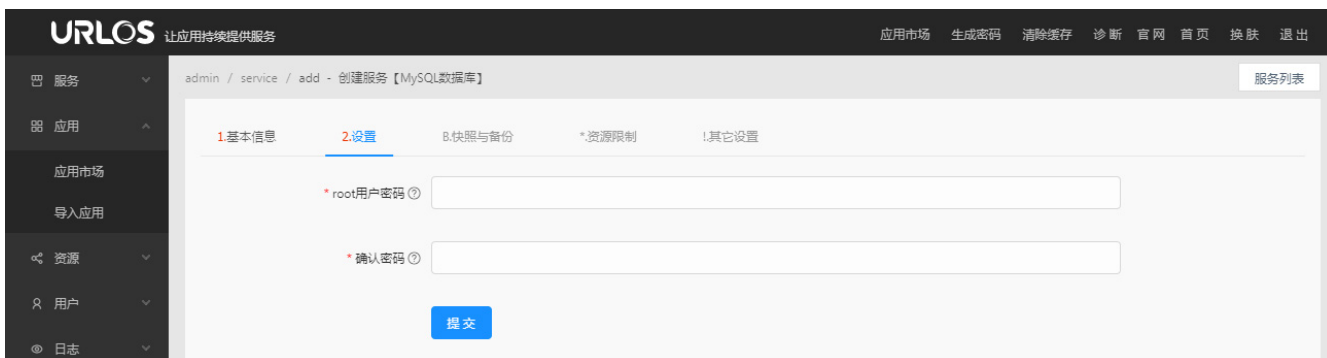 URLOS 让应用持续提供服务 应用市场 生成密码 清除缓存 诊断 官网 首页 换肤 退出
服务
admin / service / add - 创建服务【MySQL数据库】 服务列表
应用
1.基本信息 2.设置 B.快照与备份 *.资源限制 !.其它设置
应用市场
* root用户密码
导入应用
资源
* 确认密码
用户
提交
日志